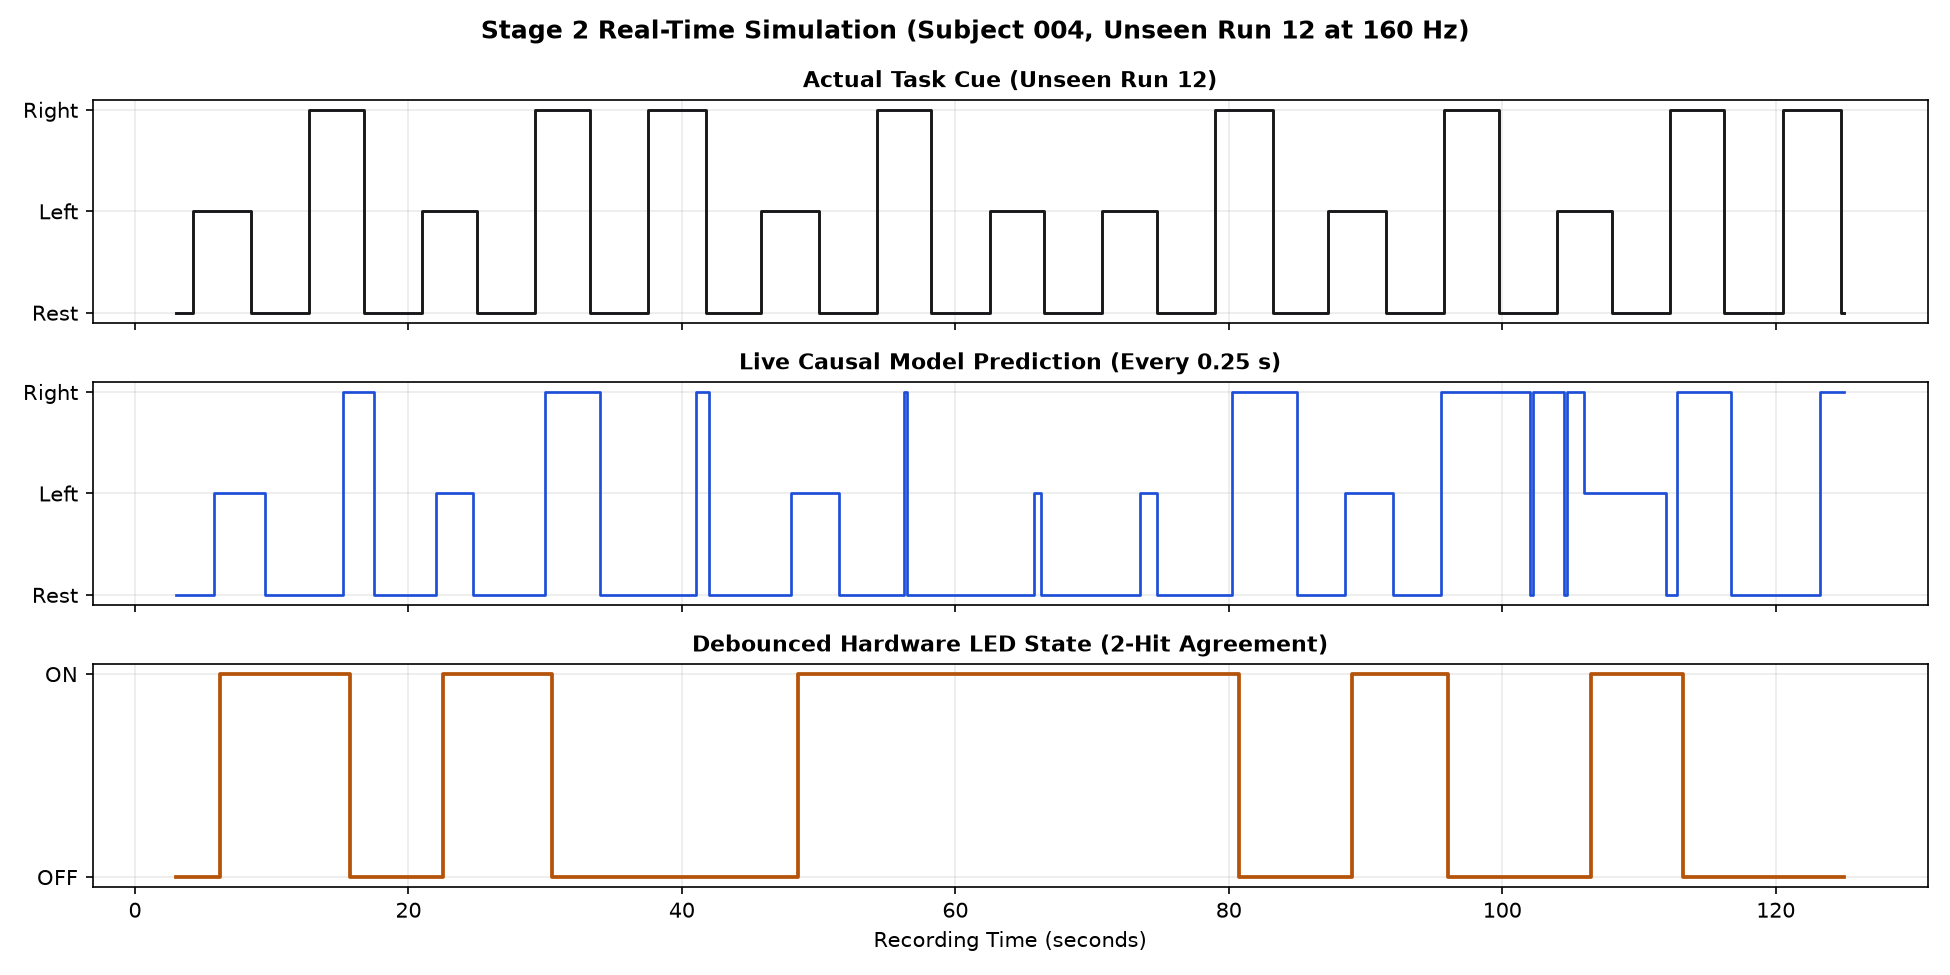 Stage 2 Real-Time Simulation (Subject 004, Unseen Run 12 at 160 Hz)
Actual Task Cue (Unseen Run 12)
Right
Left
Rest
Live Causal Model Prediction (Every 0.25 s)
Right
Left
Rest
Debounced Hardware LED State (2-Hit Agreement)
ON
OFF
0 20 40 60 80 100 120
Recording Time (seconds)